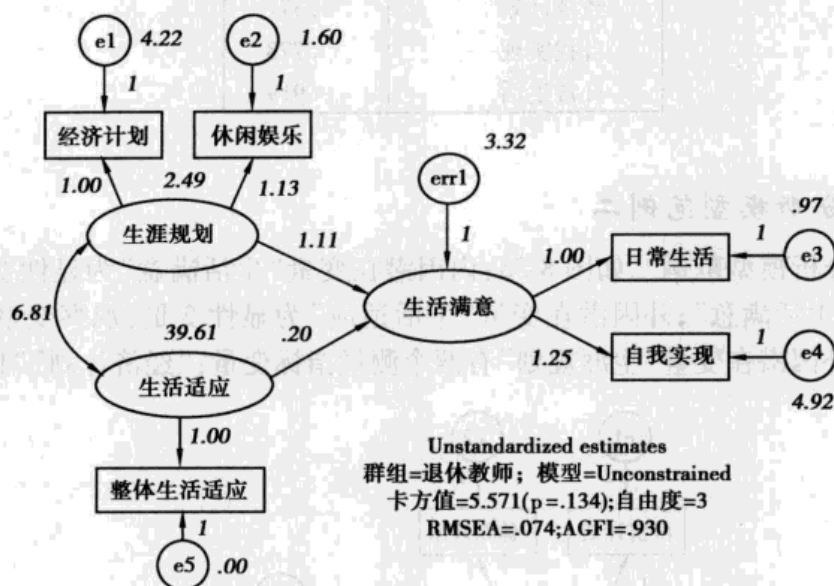 e1 4.22 e2 1.60
1 1
经济计划 休闲娱乐
1.00 2.49 1.13
生涯规划
3.32
err1
1
1.11
.97
1.00 日常生活 1 e3
生活满意
6.81
39.61 .20
生活适应
1.25 自我实现 1 e4
4.92
1.00
整体生活适应
1
e5 .00
Unstandardized estimates
群组=退休教师；模型=Unconstrained
卡方值=5.571(p=.134);自由度=3
RMSEA=.074;AGFI=.930